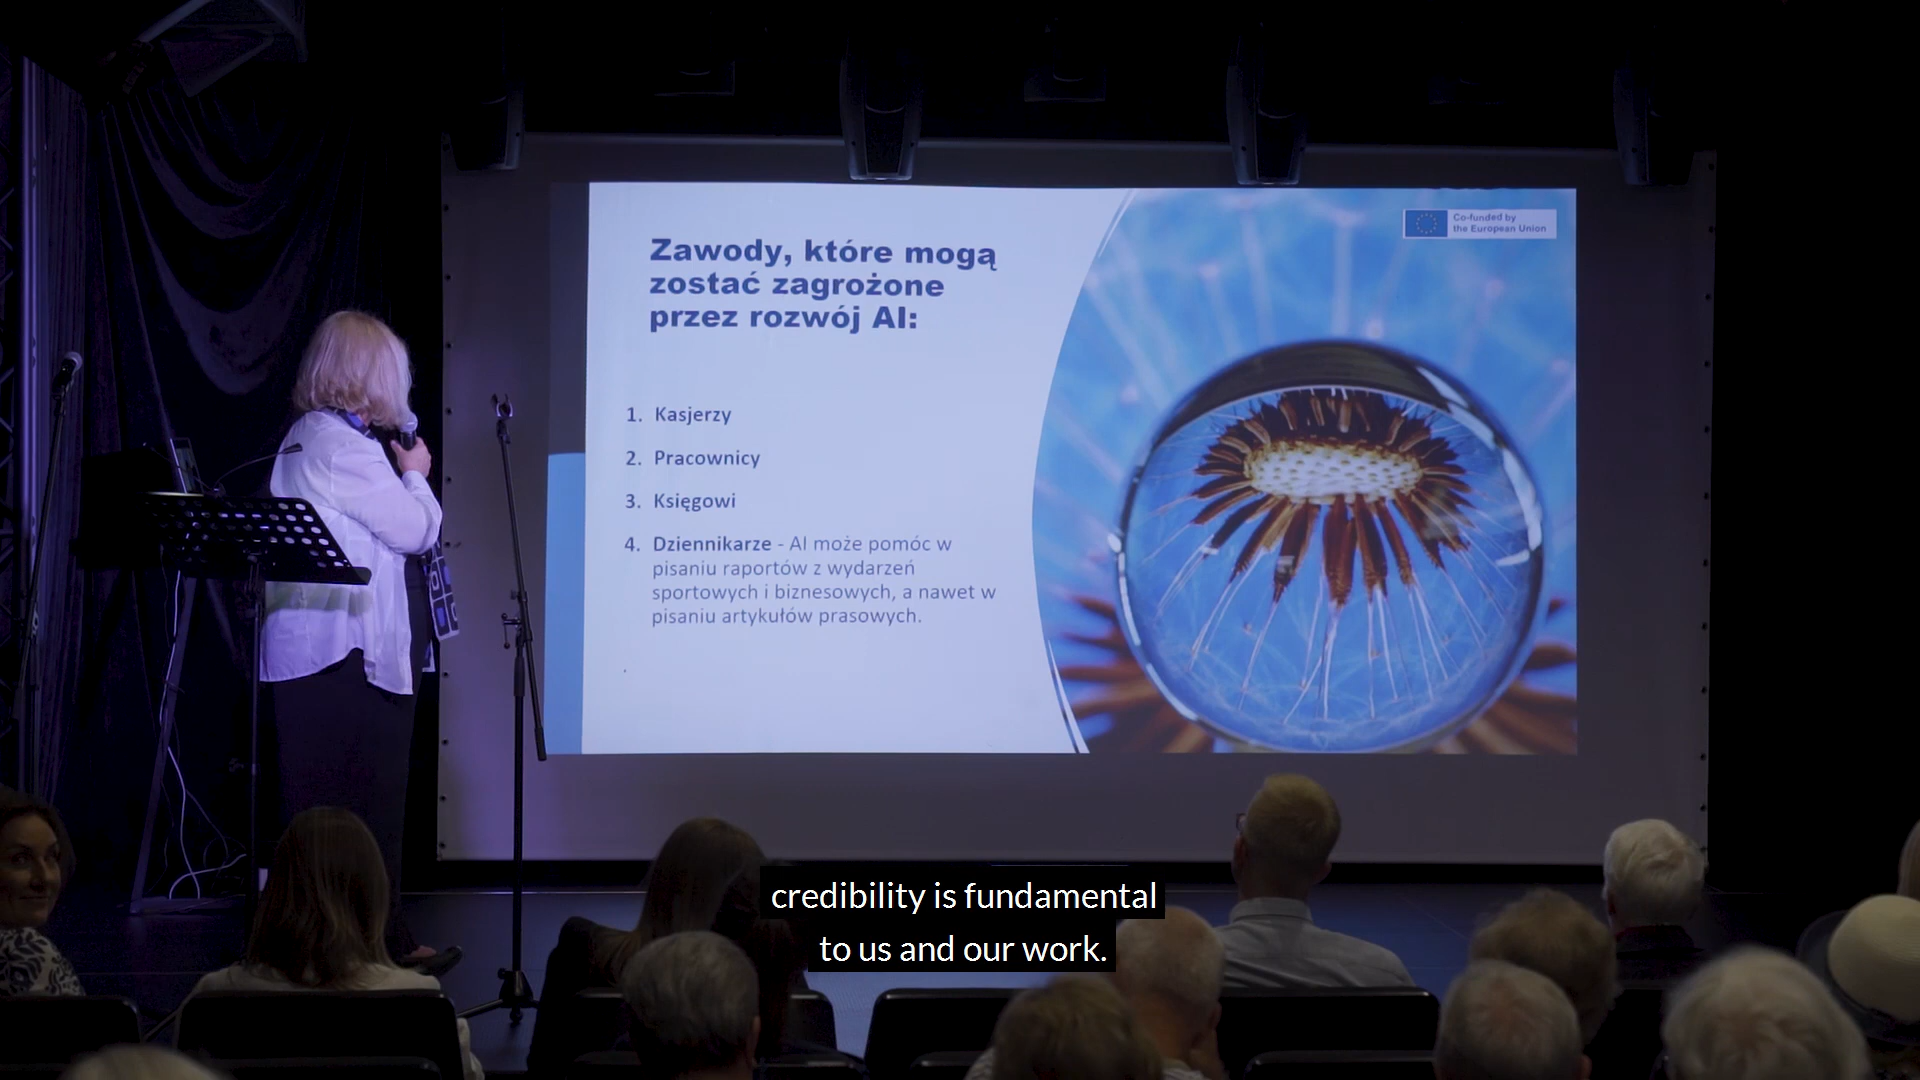 Co-funded by
the European Union
Zawody, które mogą
zostać zagrożone
przez rozwój AI:
1. Kasjerzy
2. Pracownicy
3. Księgowi
4. Dziennikarze - AI może pomóc w
pisaniu raportów z wydarzeń
sportowych i biznesowych, a nawet w
pisaniu artykułów prasowych.
credibility is fundamental
to us and our work.